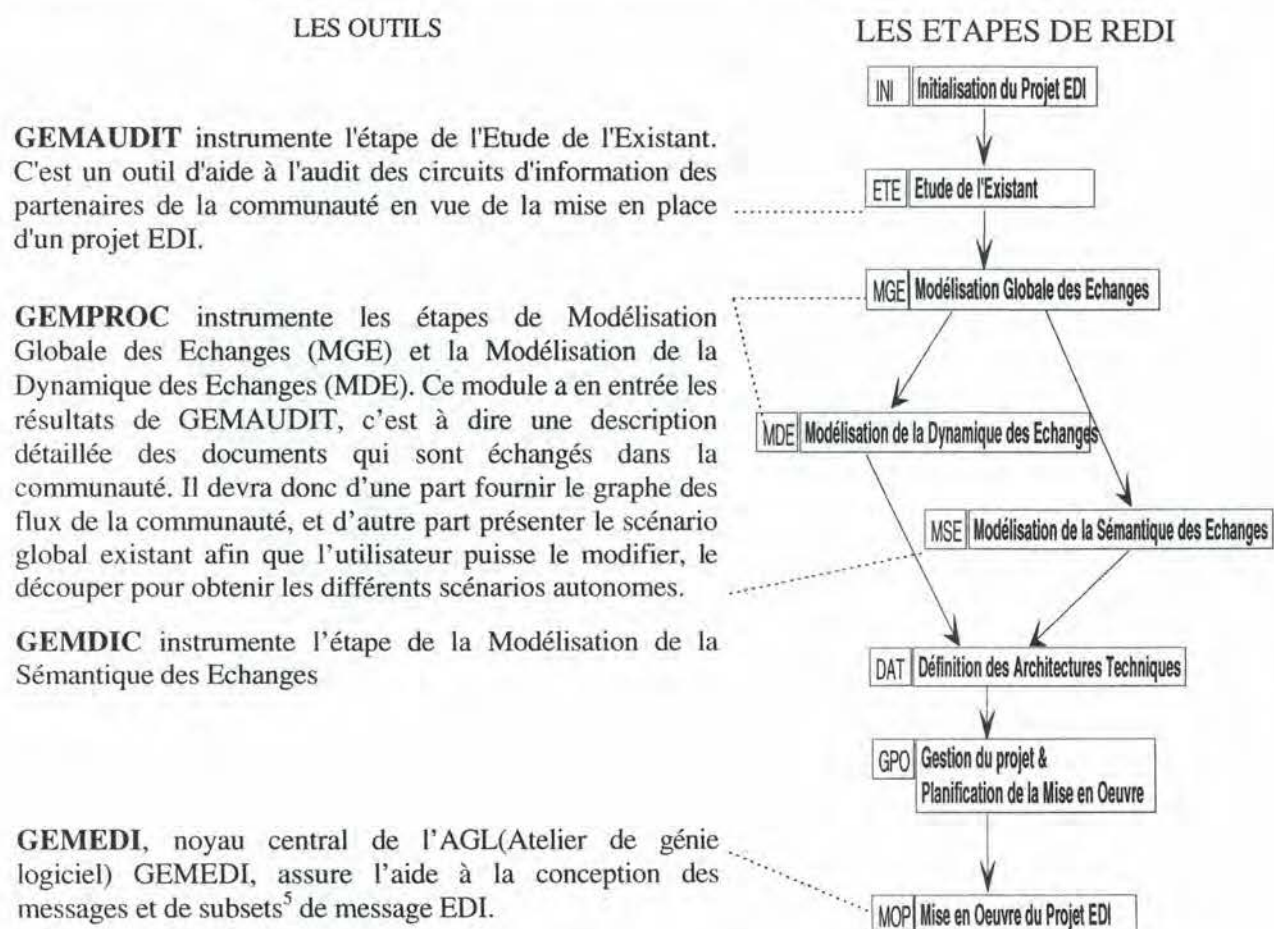 LES OUTILS
LES ETAPES DE REDI
INI Initialisation du Projet EDI
GEMAUDIT instrumente l'étape de l'Etude de l'Existant.
C'est un outil d'aide à l'audit des circuits d'information des
partenaires de la communauté en vue de la mise en place
d'un projet EDI.
ETE Etude de l'Existant
MGE Modélisation Globale des Echanges
GEMPROC instrumente les étapes de Modélisation
Globale des Echanges (MGE) et la Modélisation de la
Dynamique des Echanges (MDE). Ce module a en entrée les
résultats de GEMAUDIT, c'est à dire une description
détaillée des documents qui sont échangés dans la
communauté. Il devra donc d'une part fournir le graphe des
flux de la communauté, et d'autre part présenter le scénario
global existant afin que l'utilisateur puisse le modifier, le
découper pour obtenir les différents scénarios autonomes.
MDE Modélisation de la Dynamique des Echanges
MSE Modélisation de la Sémantique des Echanges
GEMDIC instrumente l'étape de la Modélisation de la
Sémantique des Echanges
DAT Définition des Architectures Techniques
GPO Gestion du projet &
Planification de la Mise en Oeuvre
GEMEDI, noyau central de l'AGL(Atelier de génie
logiciel) GEMEDI, assure l'aide à la conception des
messages et de subsets5 de message EDI.
MOP Mise en Oeuvre du Projet EDI